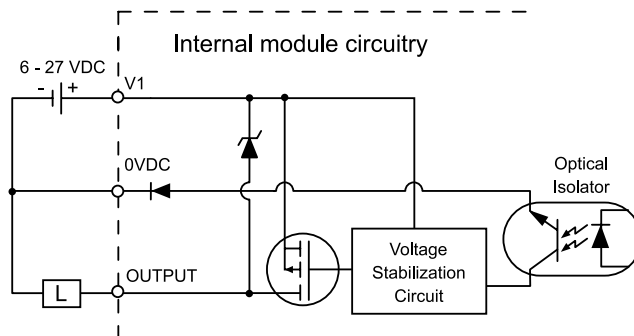 Internal module circuitry
6 - 27 VDC
- +
V1
0VDC
Optical
Isolator
OUTPUT
L
Voltage
Stabilization
Circuit